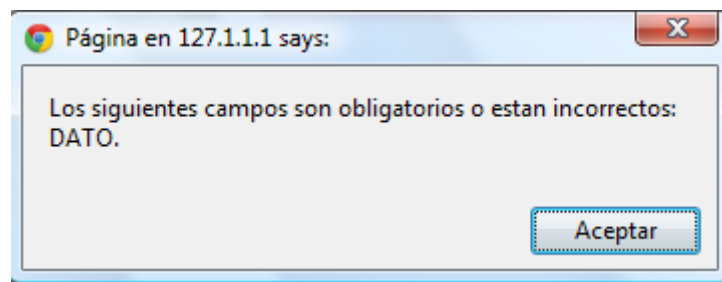 Página en 127.1.1.1 says:
Los siguientes campos son obligatorios o estan incorrectos:
DATO.
Aceptar